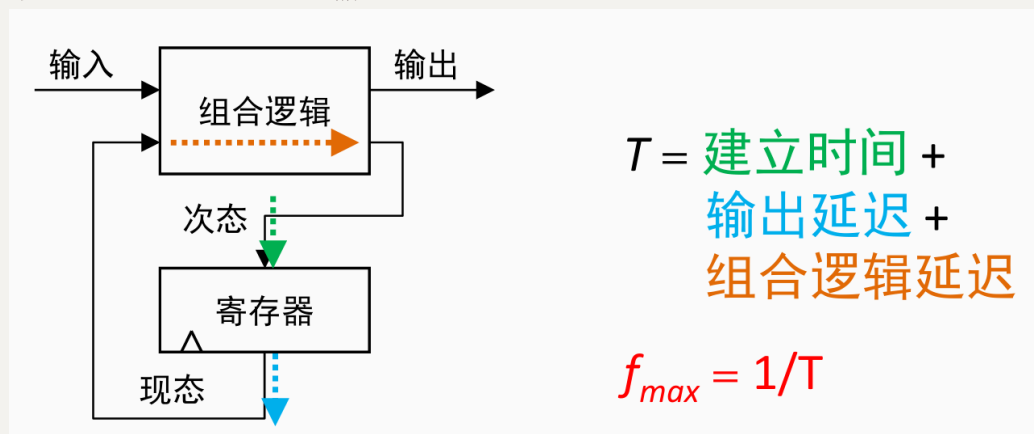 输入
输出
组合逻辑
次态
寄存器
现态
T = 建立时间 +
输出延迟 +
组合逻辑延迟
fmax = 1/T